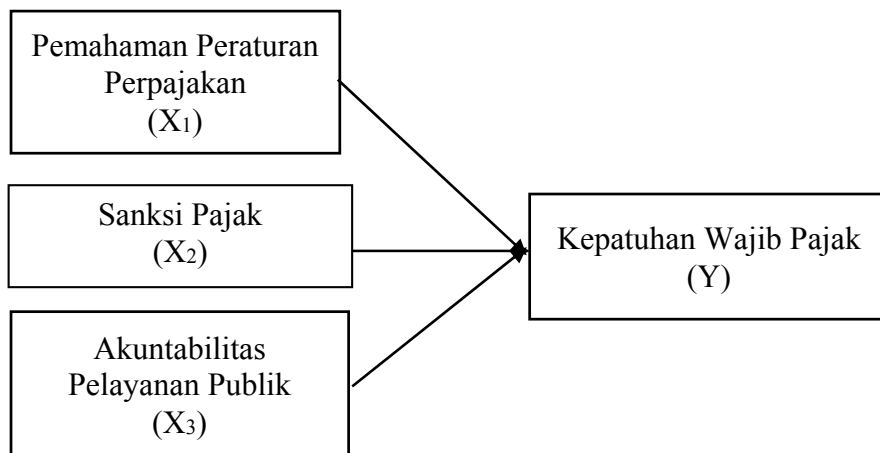 Pemahaman Peraturan
Perpajakan
(X₁)
Sanksi Pajak
(X₂)
Akuntabilitas
Pelayanan Publik
(X₃)
Kepatuhan Wajib Pajak
(Y)